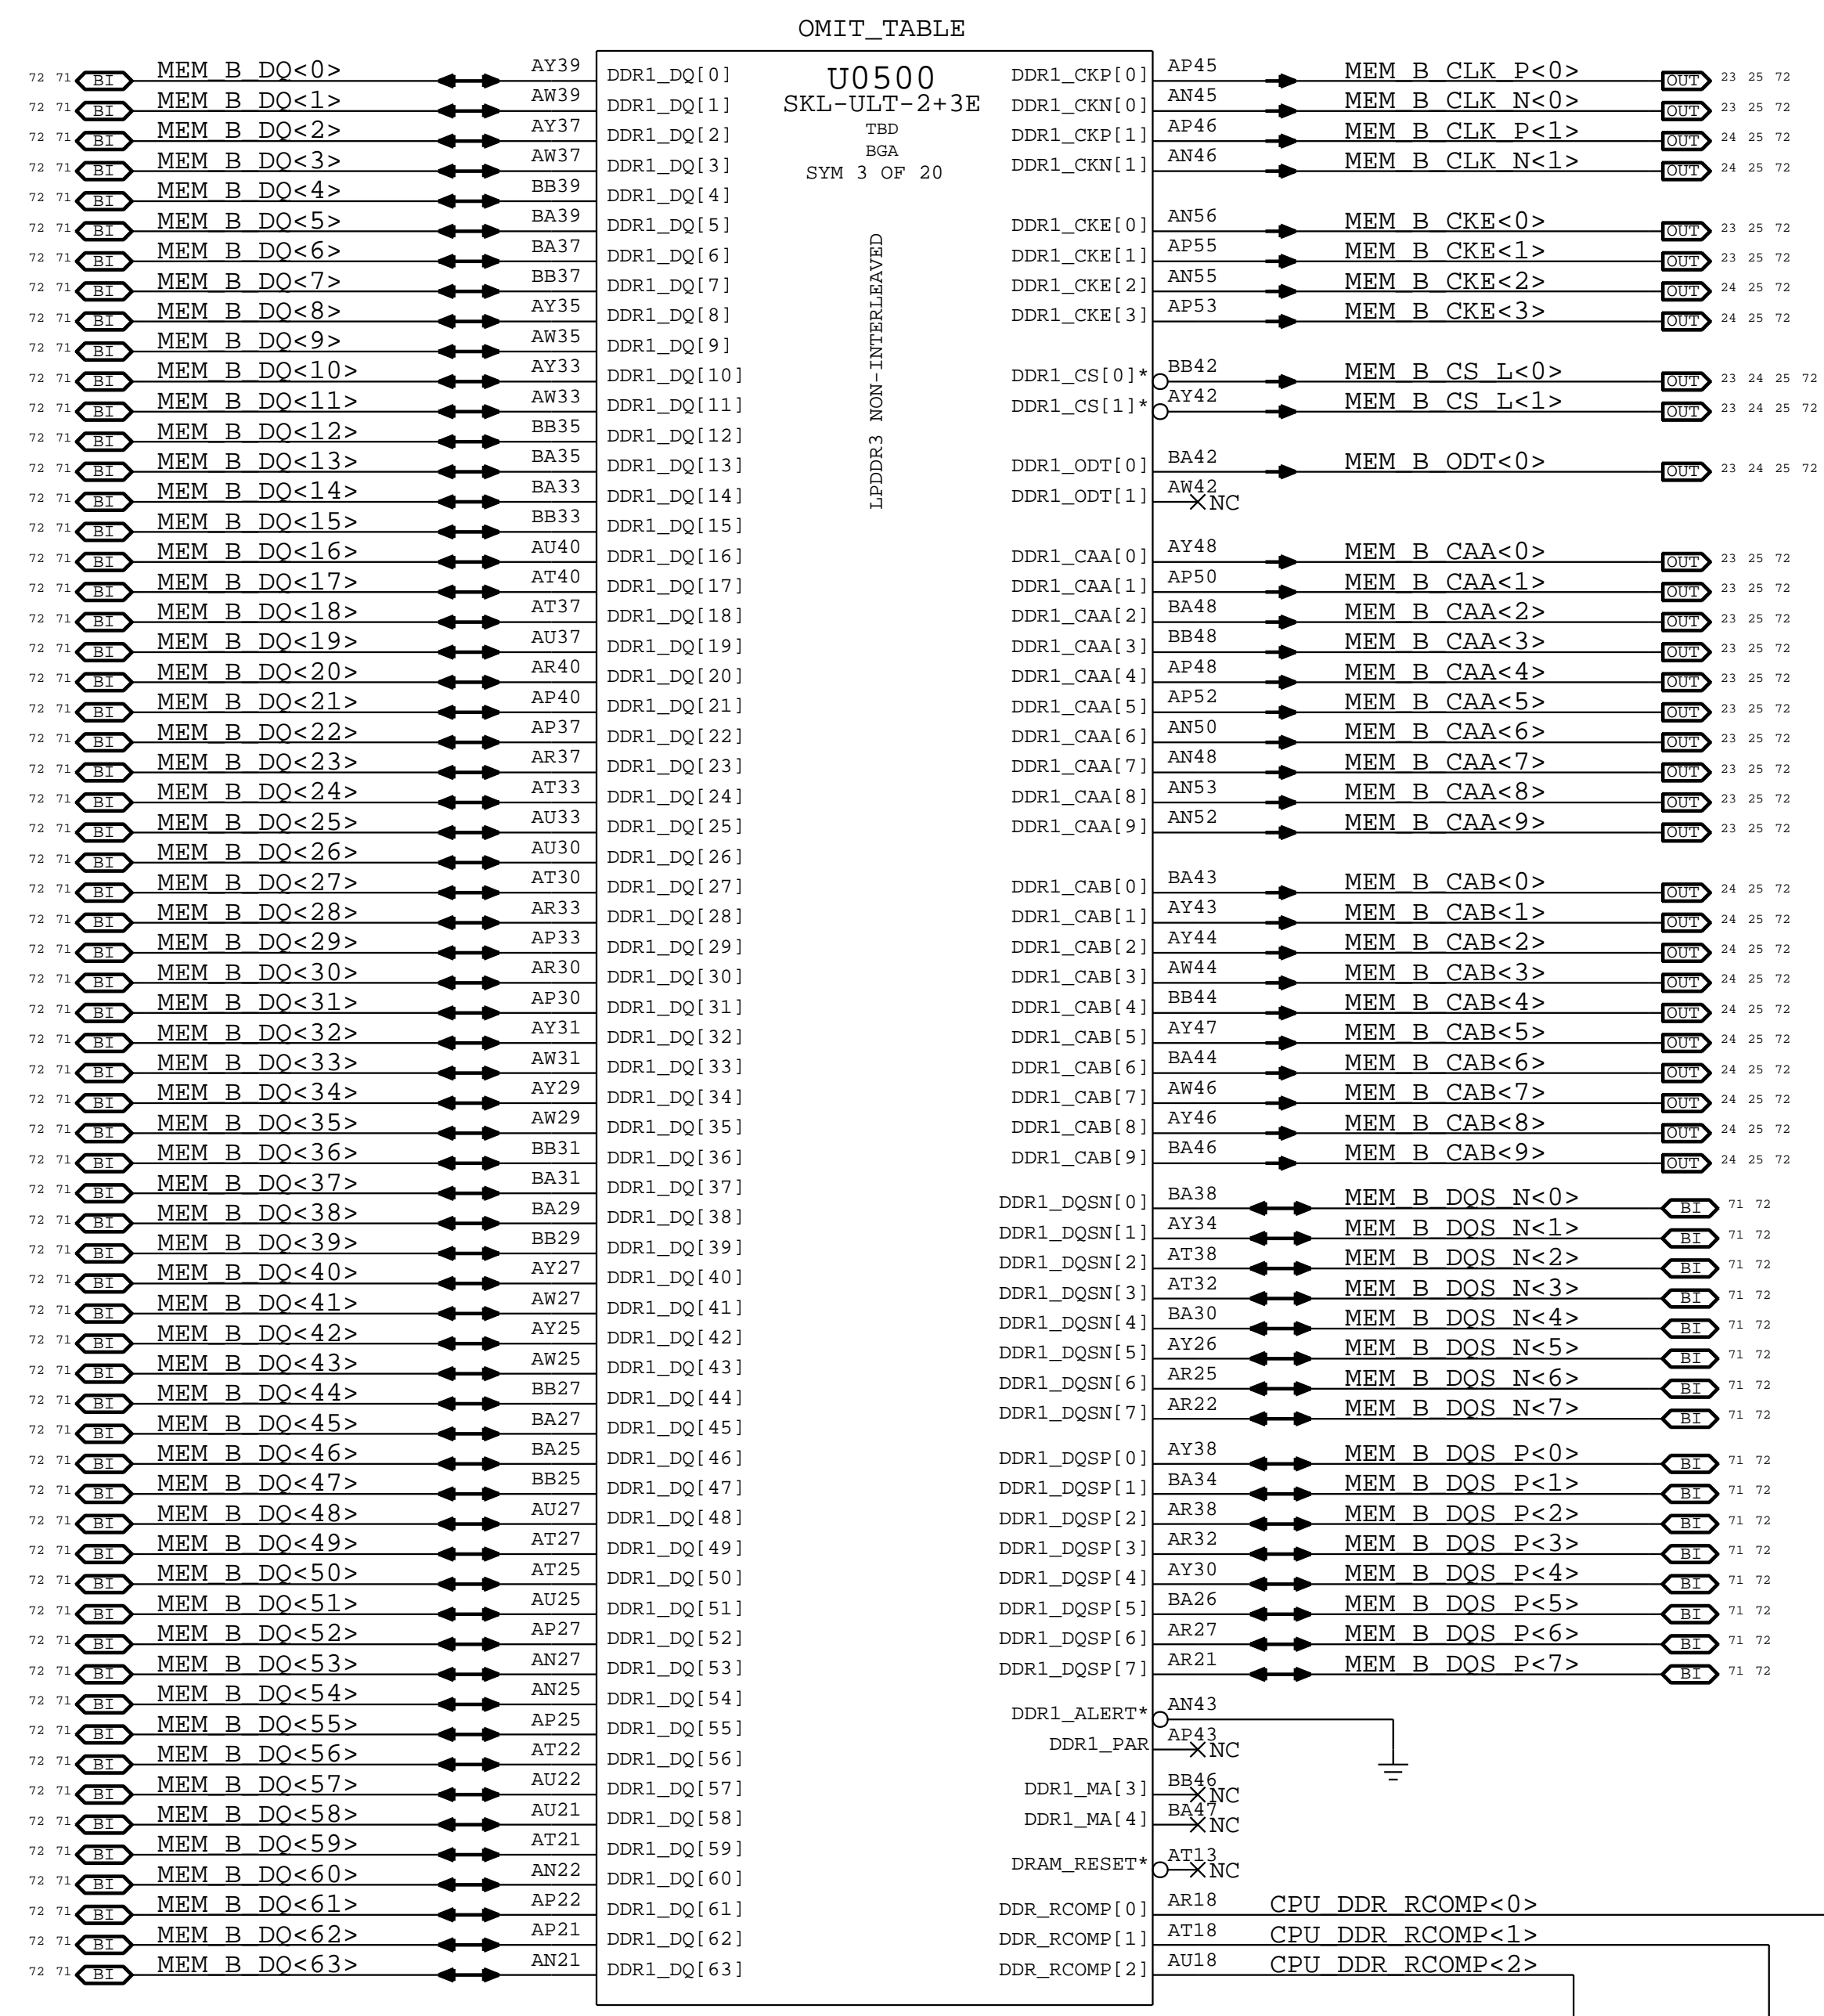 OMIT_TABLE
U0500
SKL-ULT-2+3E
TBD
BGA
SYM 3 OF 20
LPDDR3 NON-INTERLEAVED
72 71 BI MEM_B_DQ<0> AY39 DDR1_DQ[0]
72 71 BI MEM_B_DQ<1> AW39 DDR1_DQ[1]
72 71 BI MEM_B_DQ<2> AY37 DDR1_DQ[2]
72 71 BI MEM_B_DQ<3> AW37 DDR1_DQ[3]
72 71 BI MEM_B_DQ<4> BB39 DDR1_DQ[4]
72 71 BI MEM_B_DQ<5> BA39 DDR1_DQ[5]
72 71 BI MEM_B_DQ<6> BA37 DDR1_DQ[6]
72 71 BI MEM_B_DQ<7> BB37 DDR1_DQ[7]
72 71 BI MEM_B_DQ<8> AY35 DDR1_DQ[8]
72 71 BI MEM_B_DQ<9> AW35 DDR1_DQ[9]
72 71 BI MEM_B_DQ<10> AY33 DDR1_DQ[10]
72 71 BI MEM_B_DQ<11> AW33 DDR1_DQ[11]
72 71 BI MEM_B_DQ<12> BB35 DDR1_DQ[12]
72 71 BI MEM_B_DQ<13> BA35 DDR1_DQ[13]
72 71 BI MEM_B_DQ<14> BA33 DDR1_DQ[14]
72 71 BI MEM_B_DQ<15> BB33 DDR1_DQ[15]
72 71 BI MEM_B_DQ<16> AU40 DDR1_DQ[16]
72 71 BI MEM_B_DQ<17> AT40 DDR1_DQ[17]
72 71 BI MEM_B_DQ<18> AT37 DDR1_DQ[18]
72 71 BI MEM_B_DQ<19> AU37 DDR1_DQ[19]
72 71 BI MEM_B_DQ<20> AR40 DDR1_DQ[20]
72 71 BI MEM_B_DQ<21> AP40 DDR1_DQ[21]
72 71 BI MEM_B_DQ<22> AP37 DDR1_DQ[22]
72 71 BI MEM_B_DQ<23> AR37 DDR1_DQ[23]
72 71 BI MEM_B_DQ<24> AT33 DDR1_DQ[24]
72 71 BI MEM_B_DQ<25> AU33 DDR1_DQ[25]
72 71 BI MEM_B_DQ<26> AU30 DDR1_DQ[26]
72 71 BI MEM_B_DQ<27> AT30 DDR1_DQ[27]
72 71 BI MEM_B_DQ<28> AR33 DDR1_DQ[28]
72 71 BI MEM_B_DQ<29> AP33 DDR1_DQ[29]
72 71 BI MEM_B_DQ<30> AR30 DDR1_DQ[30]
72 71 BI MEM_B_DQ<31> AP30 DDR1_DQ[31]
72 71 BI MEM_B_DQ<32> AY31 DDR1_DQ[32]
72 71 BI MEM_B_DQ<33> AW31 DDR1_DQ[33]
72 71 BI MEM_B_DQ<34> AY29 DDR1_DQ[34]
72 71 BI MEM_B_DQ<35> AW29 DDR1_DQ[35]
72 71 BI MEM_B_DQ<36> BB31 DDR1_DQ[36]
72 71 BI MEM_B_DQ<37> BA31 DDR1_DQ[37]
72 71 BI MEM_B_DQ<38> BA29 DDR1_DQ[38]
72 71 BI MEM_B_DQ<39> BB29 DDR1_DQ[39]
72 71 BI MEM_B_DQ<40> AY27 DDR1_DQ[40]
72 71 BI MEM_B_DQ<41> AW27 DDR1_DQ[41]
72 71 BI MEM_B_DQ<42> AY25 DDR1_DQ[42]
72 71 BI MEM_B_DQ<43> AW25 DDR1_DQ[43]
72 71 BI MEM_B_DQ<44> BB27 DDR1_DQ[44]
72 71 BI MEM_B_DQ<45> BA27 DDR1_DQ[45]
72 71 BI MEM_B_DQ<46> BA25 DDR1_DQ[46]
72 71 BI MEM_B_DQ<47> BB25 DDR1_DQ[47]
72 71 BI MEM_B_DQ<48> AU27 DDR1_DQ[48]
72 71 BI MEM_B_DQ<49> AT27 DDR1_DQ[49]
72 71 BI MEM_B_DQ<50> AT25 DDR1_DQ[50]
72 71 BI MEM_B_DQ<51> AU25 DDR1_DQ[51]
72 71 BI MEM_B_DQ<52> AP27 DDR1_DQ[52]
72 71 BI MEM_B_DQ<53> AN27 DDR1_DQ[53]
72 71 BI MEM_B_DQ<54> AN25 DDR1_DQ[54]
72 71 BI MEM_B_DQ<55> AP25 DDR1_DQ[55]
72 71 BI MEM_B_DQ<56> AT22 DDR1_DQ[56]
72 71 BI MEM_B_DQ<57> AU22 DDR1_DQ[57]
72 71 BI MEM_B_DQ<58> AU21 DDR1_DQ[58]
72 71 BI MEM_B_DQ<59> AT21 DDR1_DQ[59]
72 71 BI MEM_B_DQ<60> AN22 DDR1_DQ[60]
72 71 BI MEM_B_DQ<61> AP22 DDR1_DQ[61]
72 71 BI MEM_B_DQ<62> AP21 DDR1_DQ[62]
72 71 BI MEM_B_DQ<63> AN21 DDR1_DQ[63]
DDR1_CKP[0] AP45 MEM_B_CLK_P<0> OUT 23 25 72
DDR1_CKN[0] AN45 MEM_B_CLK_N<0> OUT 23 25 72
DDR1_CKP[1] AP46 MEM_B_CLK_P<1> OUT 24 25 72
DDR1_CKN[1] AN46 MEM_B_CLK_N<1> OUT 24 25 72
DDR1_CKE[0] AN56 MEM_B_CKE<0> OUT 23 25 72
DDR1_CKE[1] AP55 MEM_B_CKE<1> OUT 23 25 72
DDR1_CKE[2] AN55 MEM_B_CKE<2> OUT 24 25 72
DDR1_CKE[3] AP53 MEM_B_CKE<3> OUT 24 25 72
DDR1_CS[0]* BB42 MEM_B_CS_L<0> OUT 23 24 25 72
DDR1_CS[1]* AY42 MEM_B_CS_L<1> OUT 23 24 25 72
DDR1_ODT[0] BA42 MEM_B_ODT<0> OUT 23 24 25 72
DDR1_ODT[1] AW42 NC
DDR1_CAA[0] AY48 MEM_B_CAA<0> OUT 23 25 72
DDR1_CAA[1] AP50 MEM_B_CAA<1> OUT 23 25 72
DDR1_CAA[2] BA48 MEM_B_CAA<2> OUT 23 25 72
DDR1_CAA[3] BB48 MEM_B_CAA<3> OUT 23 25 72
DDR1_CAA[4] AP48 MEM_B_CAA<4> OUT 23 25 72
DDR1_CAA[5] AP52 MEM_B_CAA<5> OUT 23 25 72
DDR1_CAA[6] AN50 MEM_B_CAA<6> OUT 23 25 72
DDR1_CAA[7] AN48 MEM_B_CAA<7> OUT 23 25 72
DDR1_CAA[8] AN53 MEM_B_CAA<8> OUT 23 25 72
DDR1_CAA[9] AN52 MEM_B_CAA<9> OUT 23 25 72
DDR1_CAB[0] BA43 MEM_B_CAB<0> OUT 24 25 72
DDR1_CAB[1] AY43 MEM_B_CAB<1> OUT 24 25 72
DDR1_CAB[2] AY44 MEM_B_CAB<2> OUT 24 25 72
DDR1_CAB[3] AW44 MEM_B_CAB<3> OUT 24 25 72
DDR1_CAB[4] BB44 MEM_B_CAB<4> OUT 24 25 72
DDR1_CAB[5] AY47 MEM_B_CAB<5> OUT 24 25 72
DDR1_CAB[6] BA44 MEM_B_CAB<6> OUT 24 25 72
DDR1_CAB[7] AW46 MEM_B_CAB<7> OUT 24 25 72
DDR1_CAB[8] AY46 MEM_B_CAB<8> OUT 24 25 72
DDR1_CAB[9] BA46 MEM_B_CAB<9> OUT 24 25 72
DDR1_DQSN[0] BA38 MEM_B_DQS_N<0> BI 71 72
DDR1_DQSN[1] AY34 MEM_B_DQS_N<1> BI 71 72
DDR1_DQSN[2] AT38 MEM_B_DQS_N<2> BI 71 72
DDR1_DQSN[3] AT32 MEM_B_DQS_N<3> BI 71 72
DDR1_DQSN[4] BA30 MEM_B_DQS_N<4> BI 71 72
DDR1_DQSN[5] AY26 MEM_B_DQS_N<5> BI 71 72
DDR1_DQSN[6] AR25 MEM_B_DQS_N<6> BI 71 72
DDR1_DQSN[7] AR22 MEM_B_DQS_N<7> BI 71 72
DDR1_DQSP[0] AY38 MEM_B_DQS_P<0> BI 71 72
DDR1_DQSP[1] BA34 MEM_B_DQS_P<1> BI 71 72
DDR1_DQSP[2] AR38 MEM_B_DQS_P<2> BI 71 72
DDR1_DQSP[3] AR32 MEM_B_DQS_P<3> BI 71 72
DDR1_DQSP[4] AY30 MEM_B_DQS_P<4> BI 71 72
DDR1_DQSP[5] BA26 MEM_B_DQS_P<5> BI 71 72
DDR1_DQSP[6] AR27 MEM_B_DQS_P<6> BI 71 72
DDR1_DQSP[7] AR21 MEM_B_DQS_P<7> BI 71 72
DDR1_ALERT* AN43
DDR1_PAR AP43 NC
DDR1_MA[3] BB46 NC
DDR1_MA[4] BA47 NC
DRAM_RESET* AT13 NC
DDR_RCOMP[0] AR18 CPU_DDR_RCOMP<0>
DDR_RCOMP[1] AT18 CPU_DDR_RCOMP<1>
DDR_RCOMP[2] AU18 CPU_DDR_RCOMP<2>